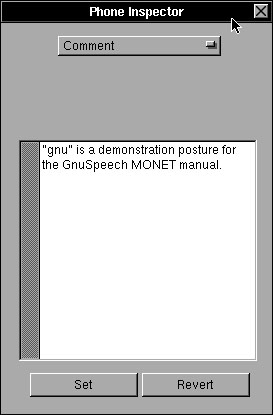 Phone Inspector
Comment
"gnu" is a demonstration posture for
the GnuSpeech MONET manual.
Set
Revert